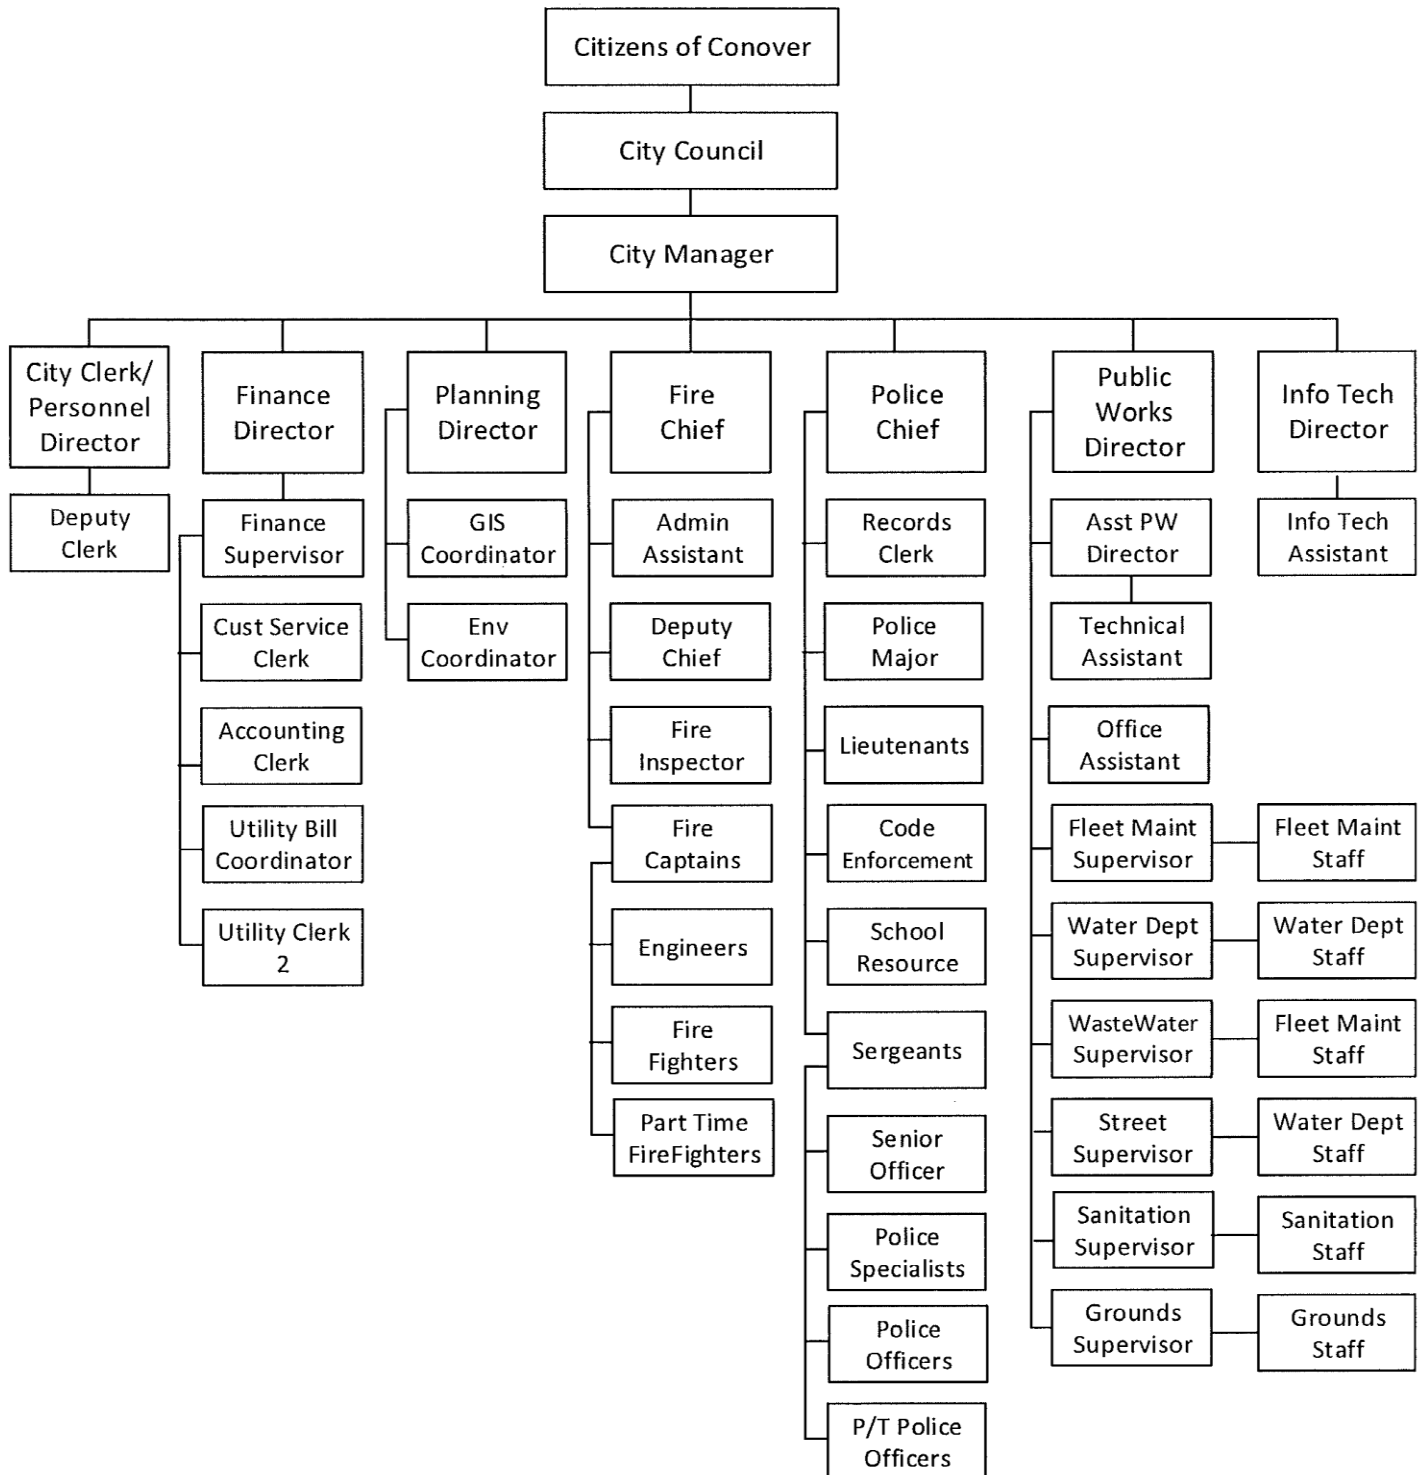 Citizens of Conover
City Council
City Manager
City Clerk/
Personnel
Director
Deputy
Clerk
Finance
Director
Finance
Supervisor
Cust Service
Clerk
Accounting
Clerk
Utility Bill
Coordinator
Utility Clerk
2
Planning
Director
GIS
Coordinator
Env
Coordinator
Fire
Chief
Admin
Assistant
Deputy
Chief
Fire
Inspector
Fire
Captains
Engineers
Fire
Fighters
Part Time
FireFighters
Police
Chief
Records
Clerk
Police
Major
Lieutenants
Code
Enforcement
School
Resource
Sergeants
Senior
Officer
Police
Specialists
Police
Officers
P/T Police
Officers
Public
Works
Director
Asst PW
Director
Technical
Assistant
Office
Assistant
Fleet Maint
Supervisor
Fleet Maint
Staff
Water Dept
Supervisor
Water Dept
Staff
WasteWater
Supervisor
Fleet Maint
Staff
Street
Supervisor
Water Dept
Staff
Sanitation
Supervisor
Sanitation
Staff
Grounds
Supervisor
Grounds
Staff
Info Tech
Director
Info Tech
Assistant